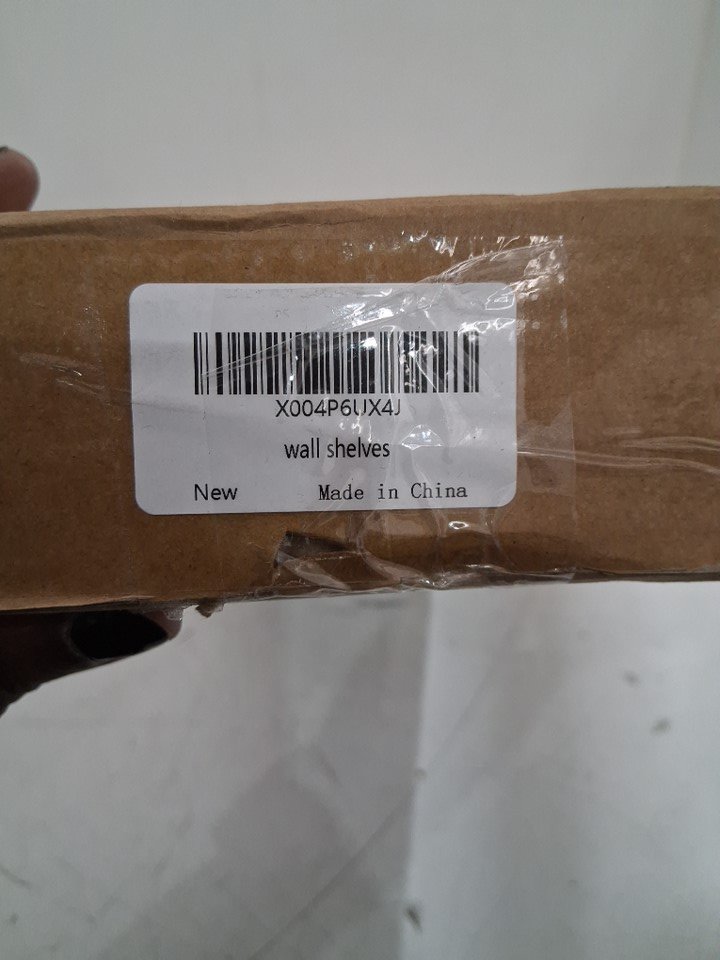 X004P6UX4J
wall shelves
New Made in China